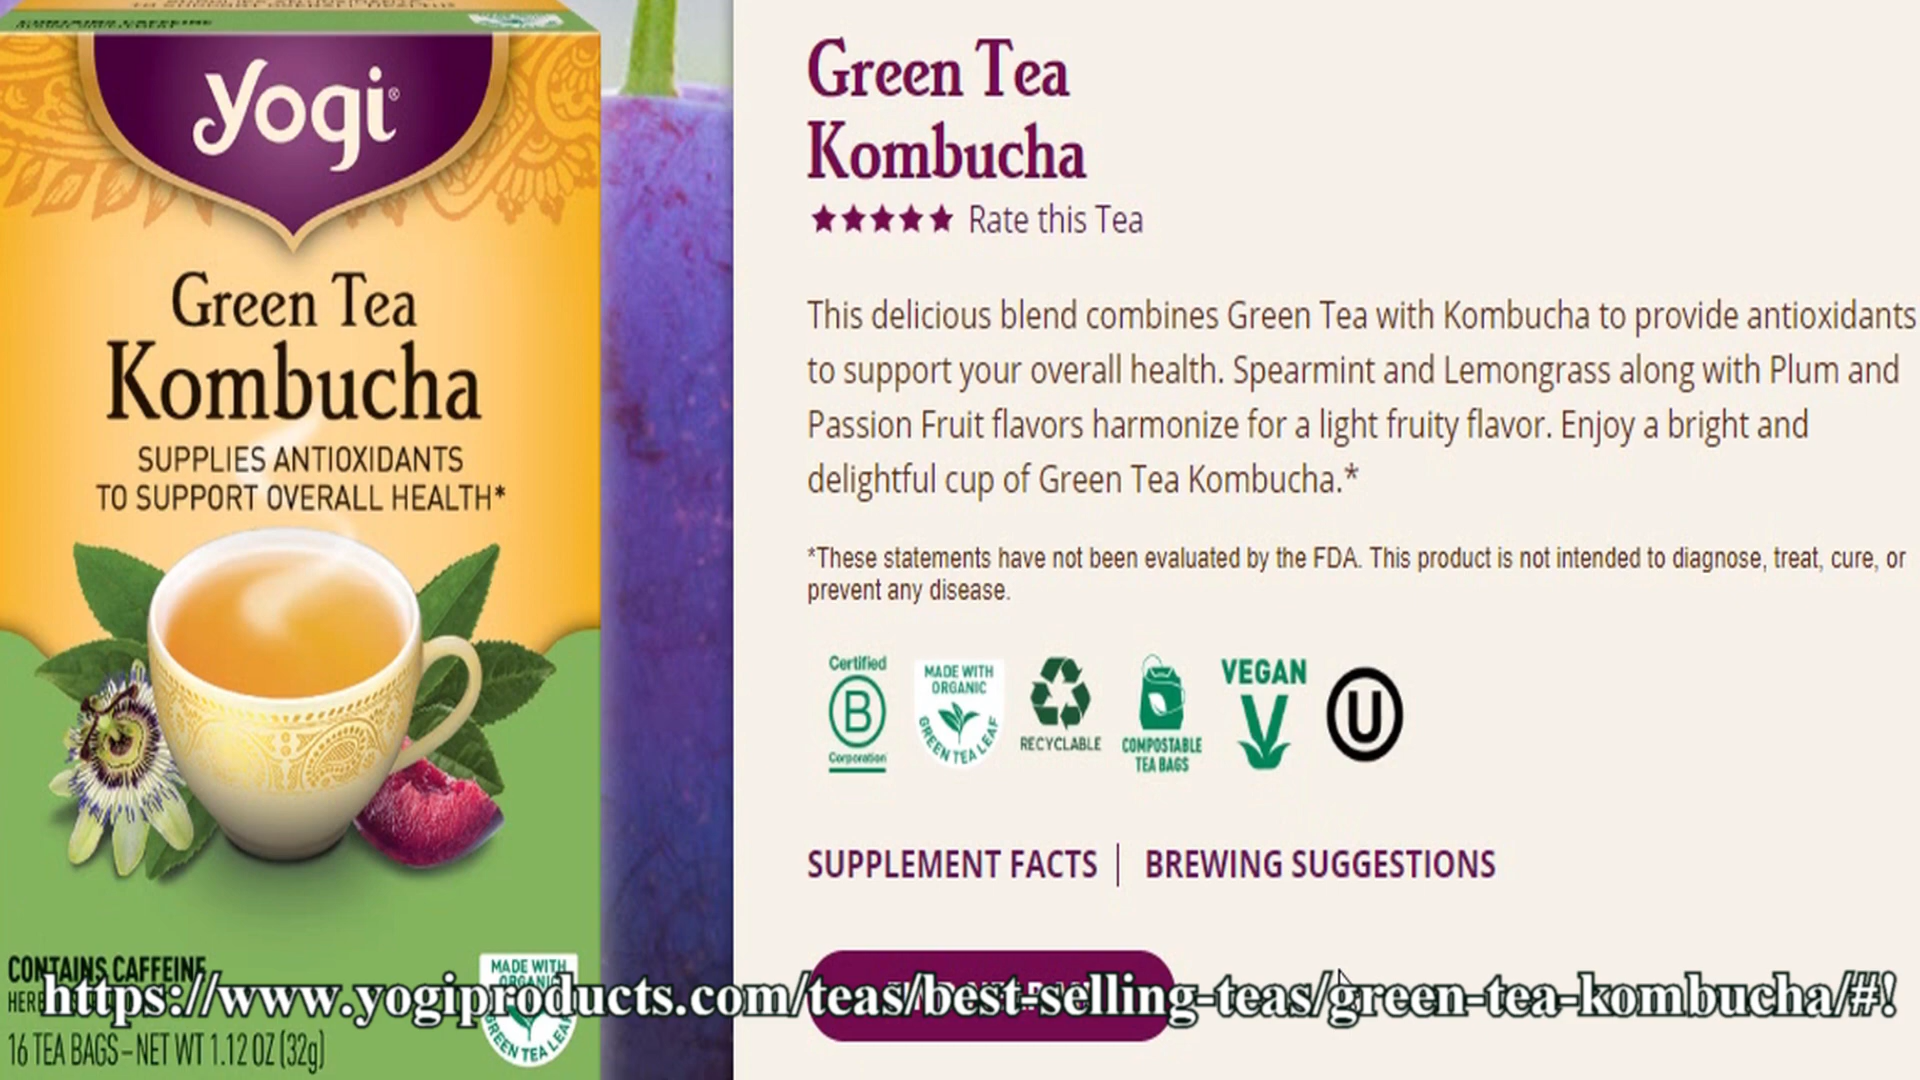 yogi®
Green Tea
Kombucha
SUPPLIES ANTIOXIDANTS
TO SUPPORT OVERALL HEALTH*
CONTAINS CAFFEINE
16 TEA BAGS – NET WT 1.12 OZ (32g)
MADE WITH
ORGANIC
GREEN TEA LEAF
Green Tea
Kombucha
Rate this Tea
This delicious blend combines Green Tea with Kombucha to provide antioxidants
to support your overall health. Spearmint and Lemongrass along with Plum and
Passion Fruit flavors harmonize for a light fruity flavor. Enjoy a bright and
delightful cup of Green Tea Kombucha.*
*These statements have not been evaluated by the FDA. This product is not intended to diagnose, treat, cure, or
prevent any disease.
Certified
B
Corporation
MADE WITH
ORGANIC
GREEN TEA LEAF
RECYCLABLE
COMPOSTABLE
TEA BAGS
VEGAN
V
U
SUPPLEMENT FACTS | BREWING SUGGESTIONS
https://www.yogiproducts.com/teas/best-selling-teas/green-tea-kombucha/#!